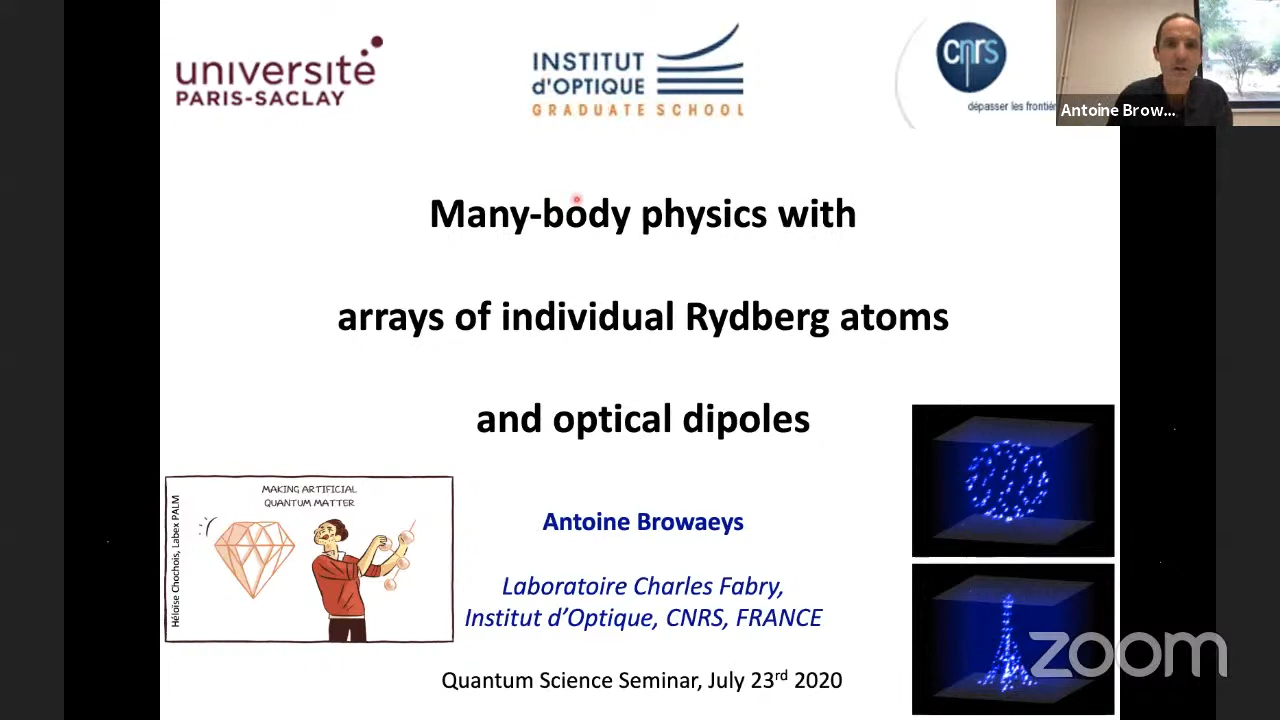 université
PARIS-SACLAY
INSTITUT
d'OPTIQUE
GRADUATE SCHOOL
cnrs
dépasser les frontiè
Antoine Brow...
Many-body physics with
arrays of individual Rydberg atoms
and optical dipoles
MAKING ARTIFICIAL
QUANTUM MATTER
Héloïse Chochois, Labex PALM
Antoine Browaeys
Laboratoire Charles Fabry,
Institut d'Optique, CNRS, FRANCE
Quantum Science Seminar, July 23rd 2020
zoom